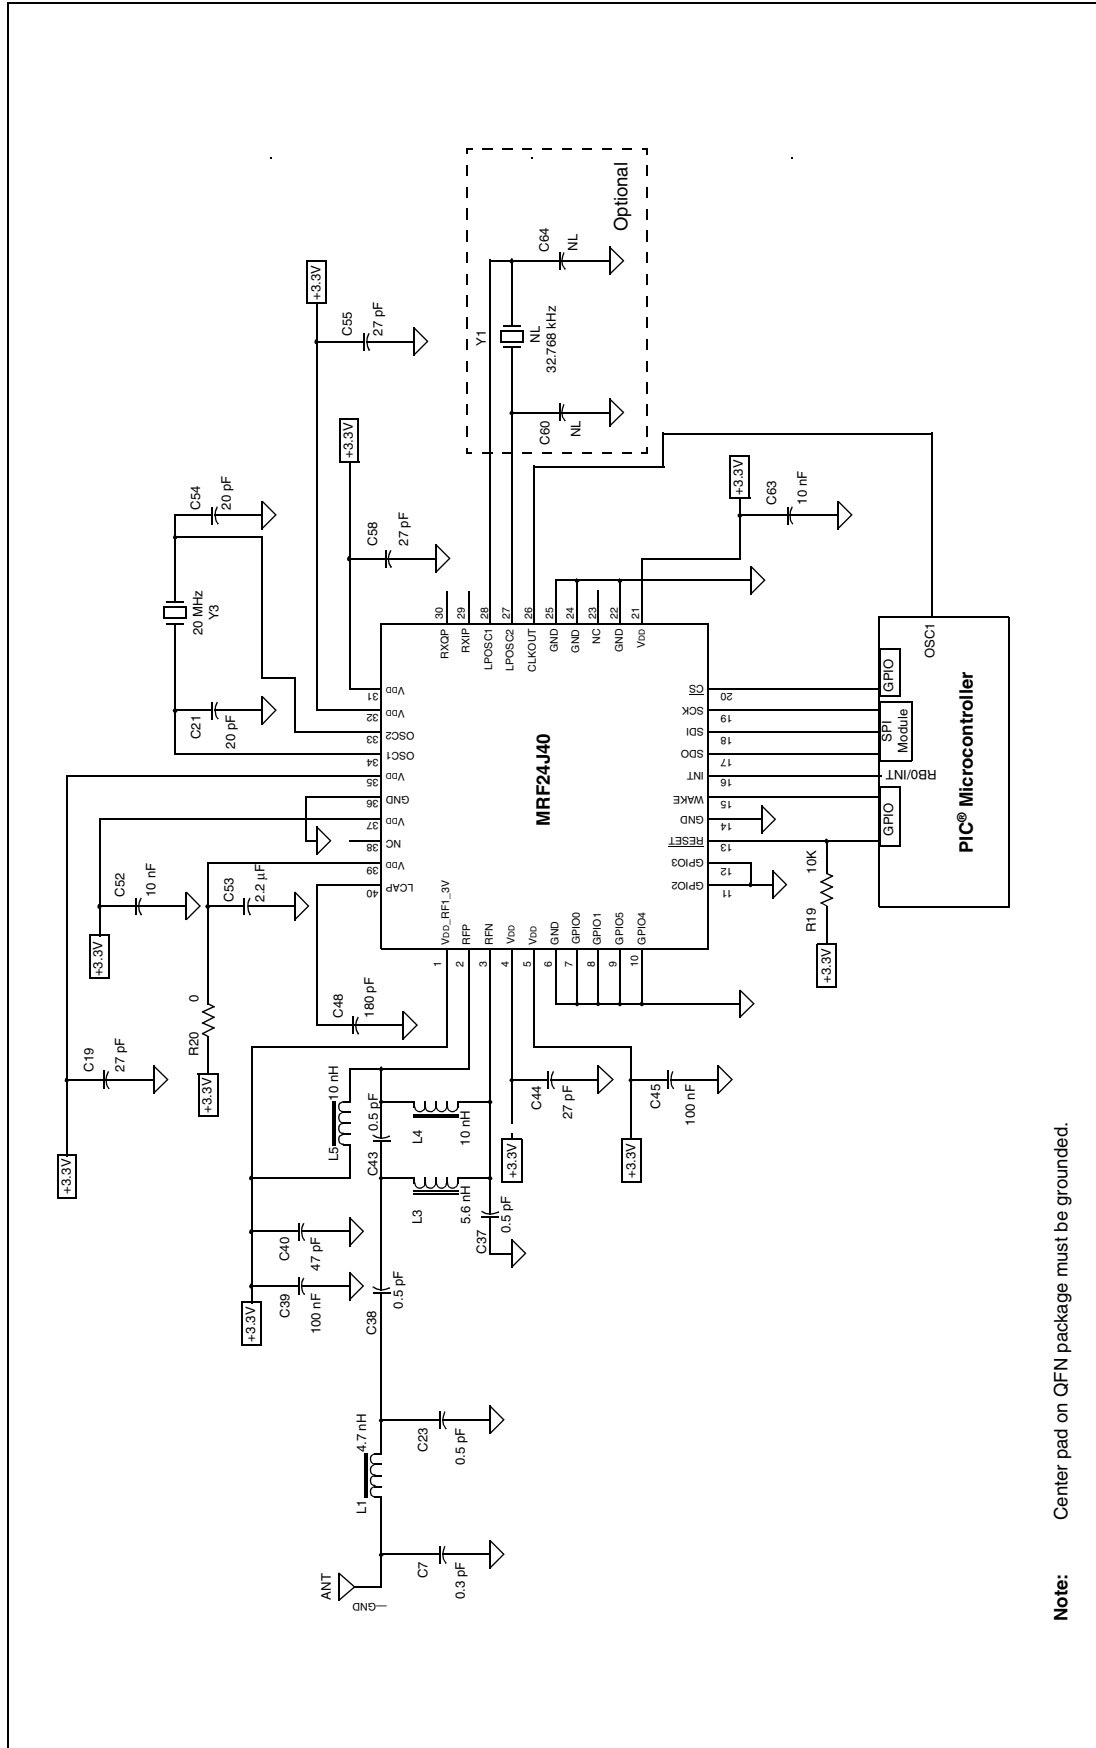 ANT
—GND
C7
0.3 pF
L1
4.7 nH
C23
0.5 pF
+3.3V
C39
100 nF
C40
47 pF
C38
0.5 pF
L5
10 nH
C43
0.5 pF
L3
5.6 nH
L4
10 nH
C37
0.5 pF
+3.3V
C44
27 pF
+3.3V
C45
100 nF
+3.3V
C19
27 pF
+3.3V
R20
0
C53
2.2 µF
+3.3V
C52
10 nF
C48
180 pF
C21
20 pF
20 MHz
Y3
C54
20 pF
+3.3V
C58
27 pF
+3.3V
C55
27 pF
MRF24J40
1 VDD_RF1_3V
2 RFP
3 RFN
4 VDD
5 VDD
6 GND
7 GPIO0
8 GPIO1
9 GPIO5
10 GPIO4
11 GPIO2
12 GPIO3
13 RESET
14 GND
15 WAKE
16 INT
17 SDO
18 SDI
19 SCK
20 CS
21 VDD
22 GND
23 NC
24 GND
25 GND
26 CLKOUT
27 LPOSC2
28 LPOSC1
29 RXIP
30 RXQP
31 VDD
32 VDD
33 OSC2
34 OSC1
35 VDD
36 GND
37 VDD
38 NC
39 VDD
40 LCAP
Y1
NL
32.768 kHz
C60
NL
C64
NL
Optional
+3.3V
C63
10 nF
+3.3V
R19
10K
GPIO
RB0/INT
SPI
Module
GPIO
OSC1
PIC® Microcontroller
Note: Center pad on QFN package must be grounded.